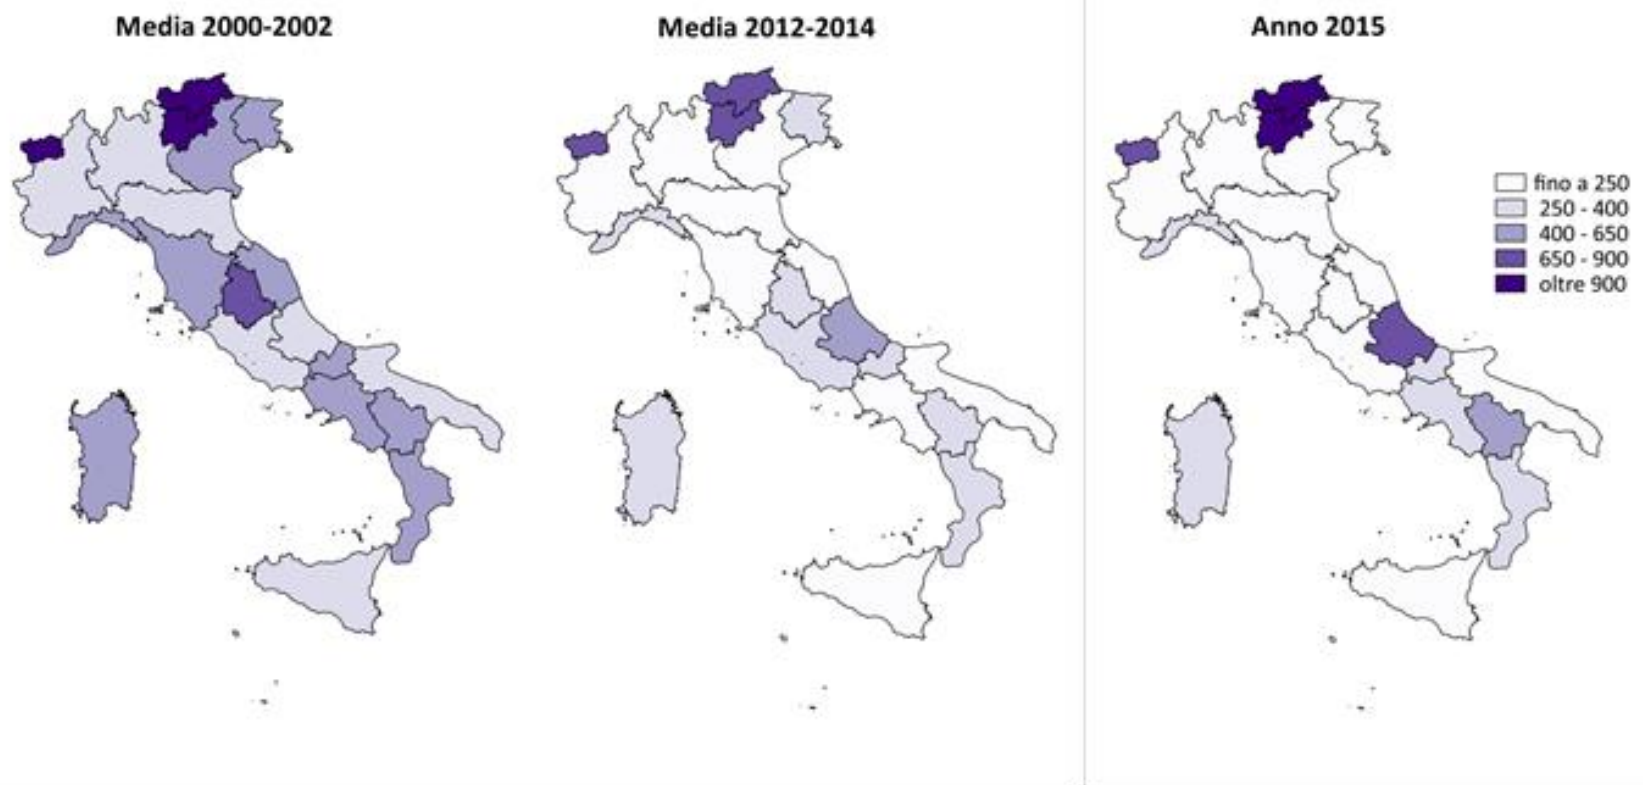 Media 2000-2002
Media 2012-2014
Anno 2015
fino a 250
250 - 400
400 - 650
650 - 900
oltre 900